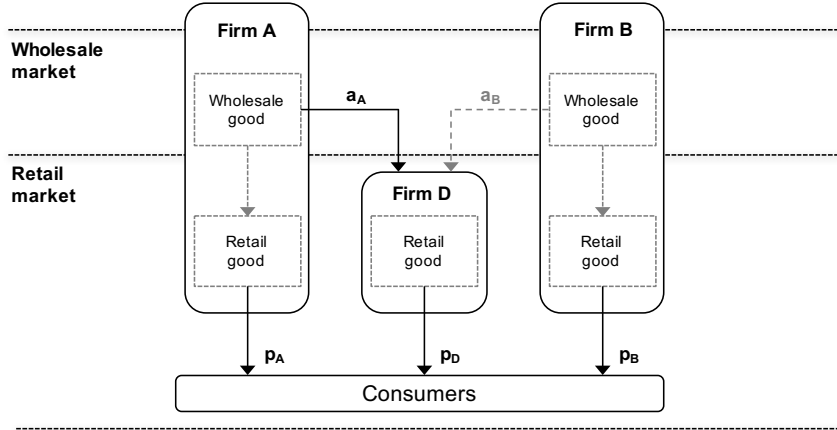 Firm A
Firm B
Wholesale
market
Wholesale
good
a_A
a_B
Wholesale
good
Retail
market
Firm D
Retail
good
Retail
good
Retail
good
p_A
p_D
p_B
Consumers